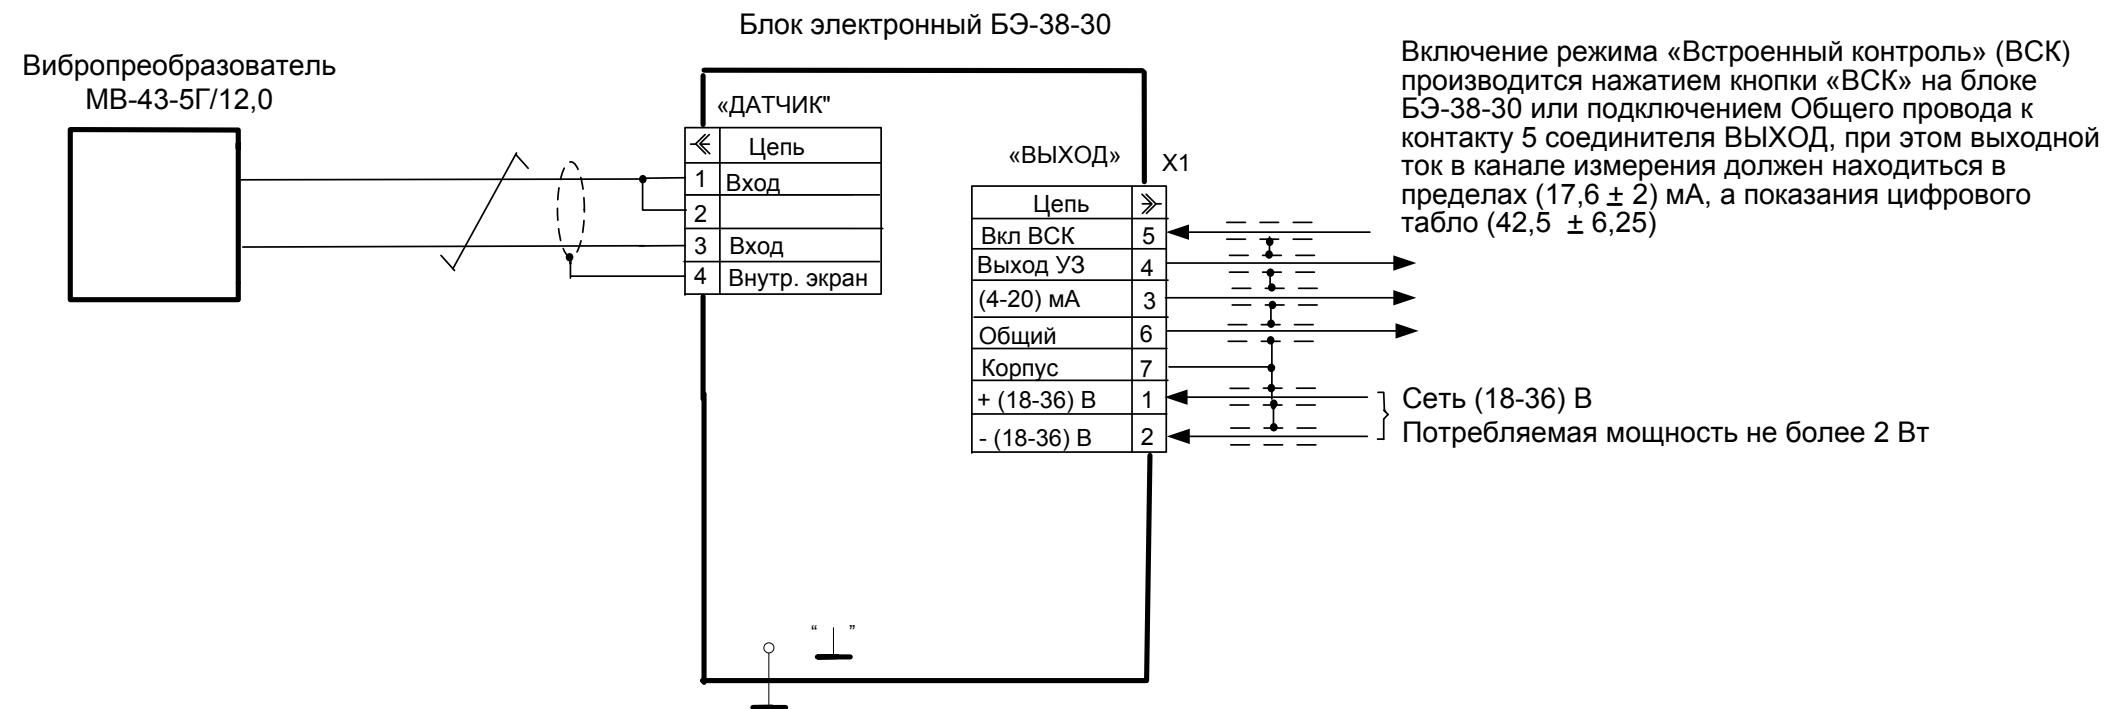 Блок электронный БЭ-38-30
Вибропреобразователь
МВ-43-5Г/12,0
«ДАТЧИК"
Цепь
1 Вход
2
3 Вход
4 Внутр. экран
«ВЫХОД» X1
Цепь
Вкл ВСК 5
Выход УЗ 4
(4-20) мА 3
Общий 6
Корпус 7
+ (18-36) В 1
- (18-36) В 2
Включение режима «Встроенный контроль» (ВСК)
производится нажатием кнопки «ВСК» на блоке
БЭ-38-30 или подключением Общего провода к
контакту 5 соединителя ВЫХОД, при этом выходной
ток в канале измерения должен находиться в
пределах (17,6 ± 2) мА, а показания цифрового
табло (42,5 ± 6,25)
Сеть (18-36) В
Потребляемая мощность не более 2 Вт
“ ”